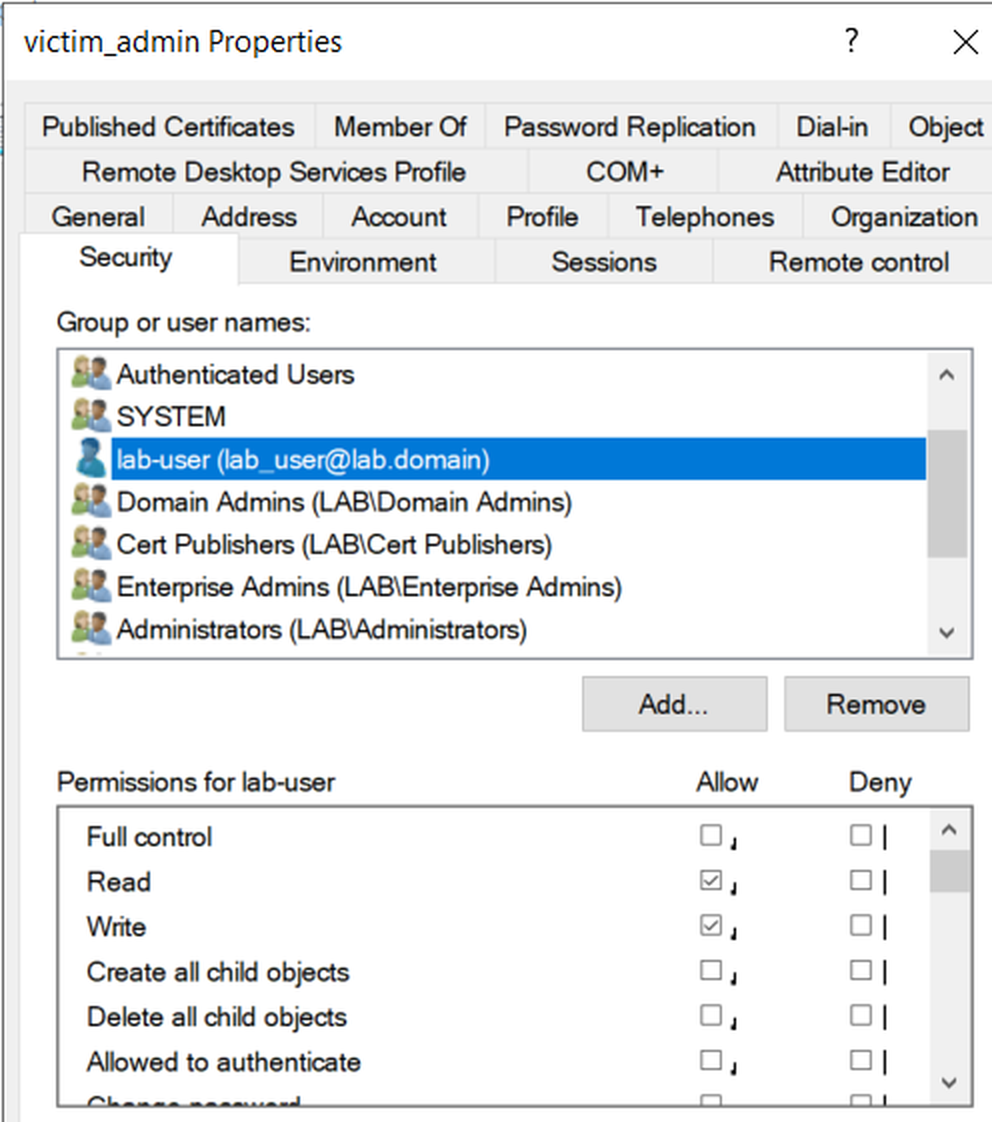 victim_admin Properties ?
Published Certificates Member Of Password Replication Dial-in Object
Remote Desktop Services Profile COM+ Attribute Editor
General Address Account Profile Telephones Organization
Security Environment Sessions Remote control
Group or user names:
Authenticated Users
SYSTEM
lab-user (lab_user@lab.domain)
Domain Admins (LAB\Domain Admins)
Cert Publishers (LAB\Cert Publishers)
Enterprise Admins (LAB\Enterprise Admins)
Administrators (LAB\Administrators)
Add... Remove
Permissions for lab-user Allow Deny
Full control
Read
Write
Create all child objects
Delete all child objects
Allowed to authenticate
Change password